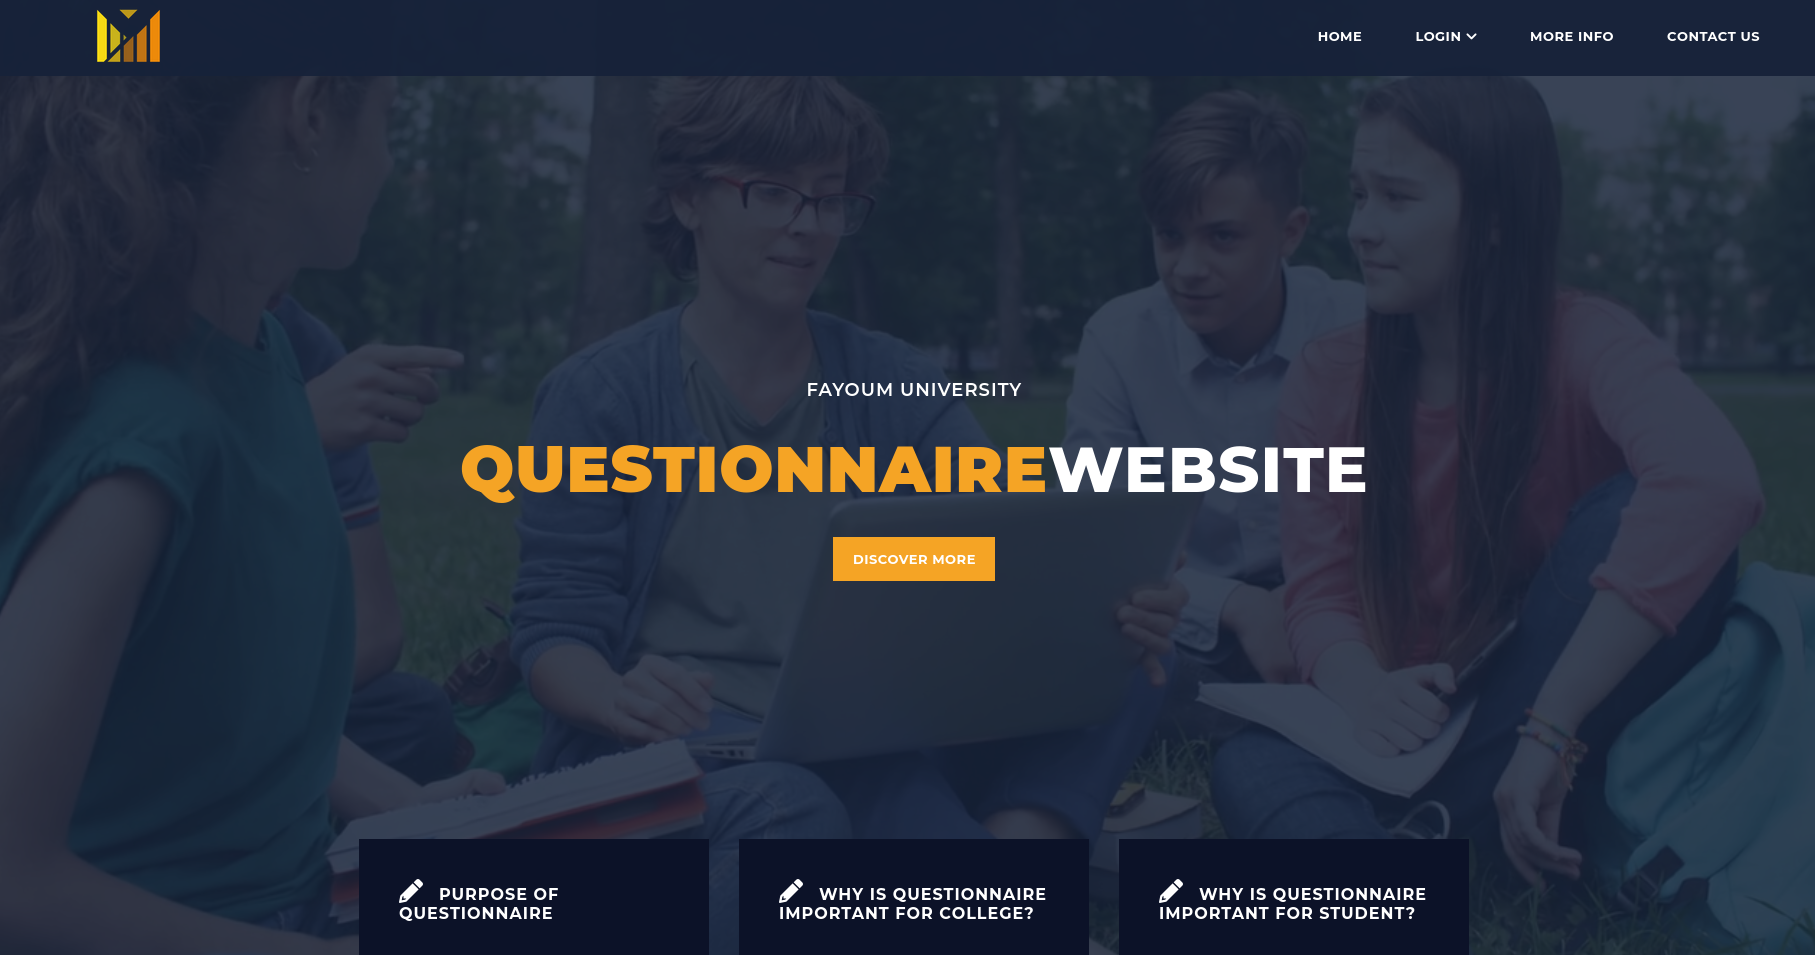 HOME LOGIN MORE INFO CONTACT US
FAYOUM UNIVERSITY
QUESTIONNAIREWEBSITE
DISCOVER MORE
PURPOSE OF
QUESTIONNAIRE
WHY IS QUESTIONNAIRE
IMPORTANT FOR COLLEGE?
WHY IS QUESTIONNAIRE
IMPORTANT FOR STUDENT?